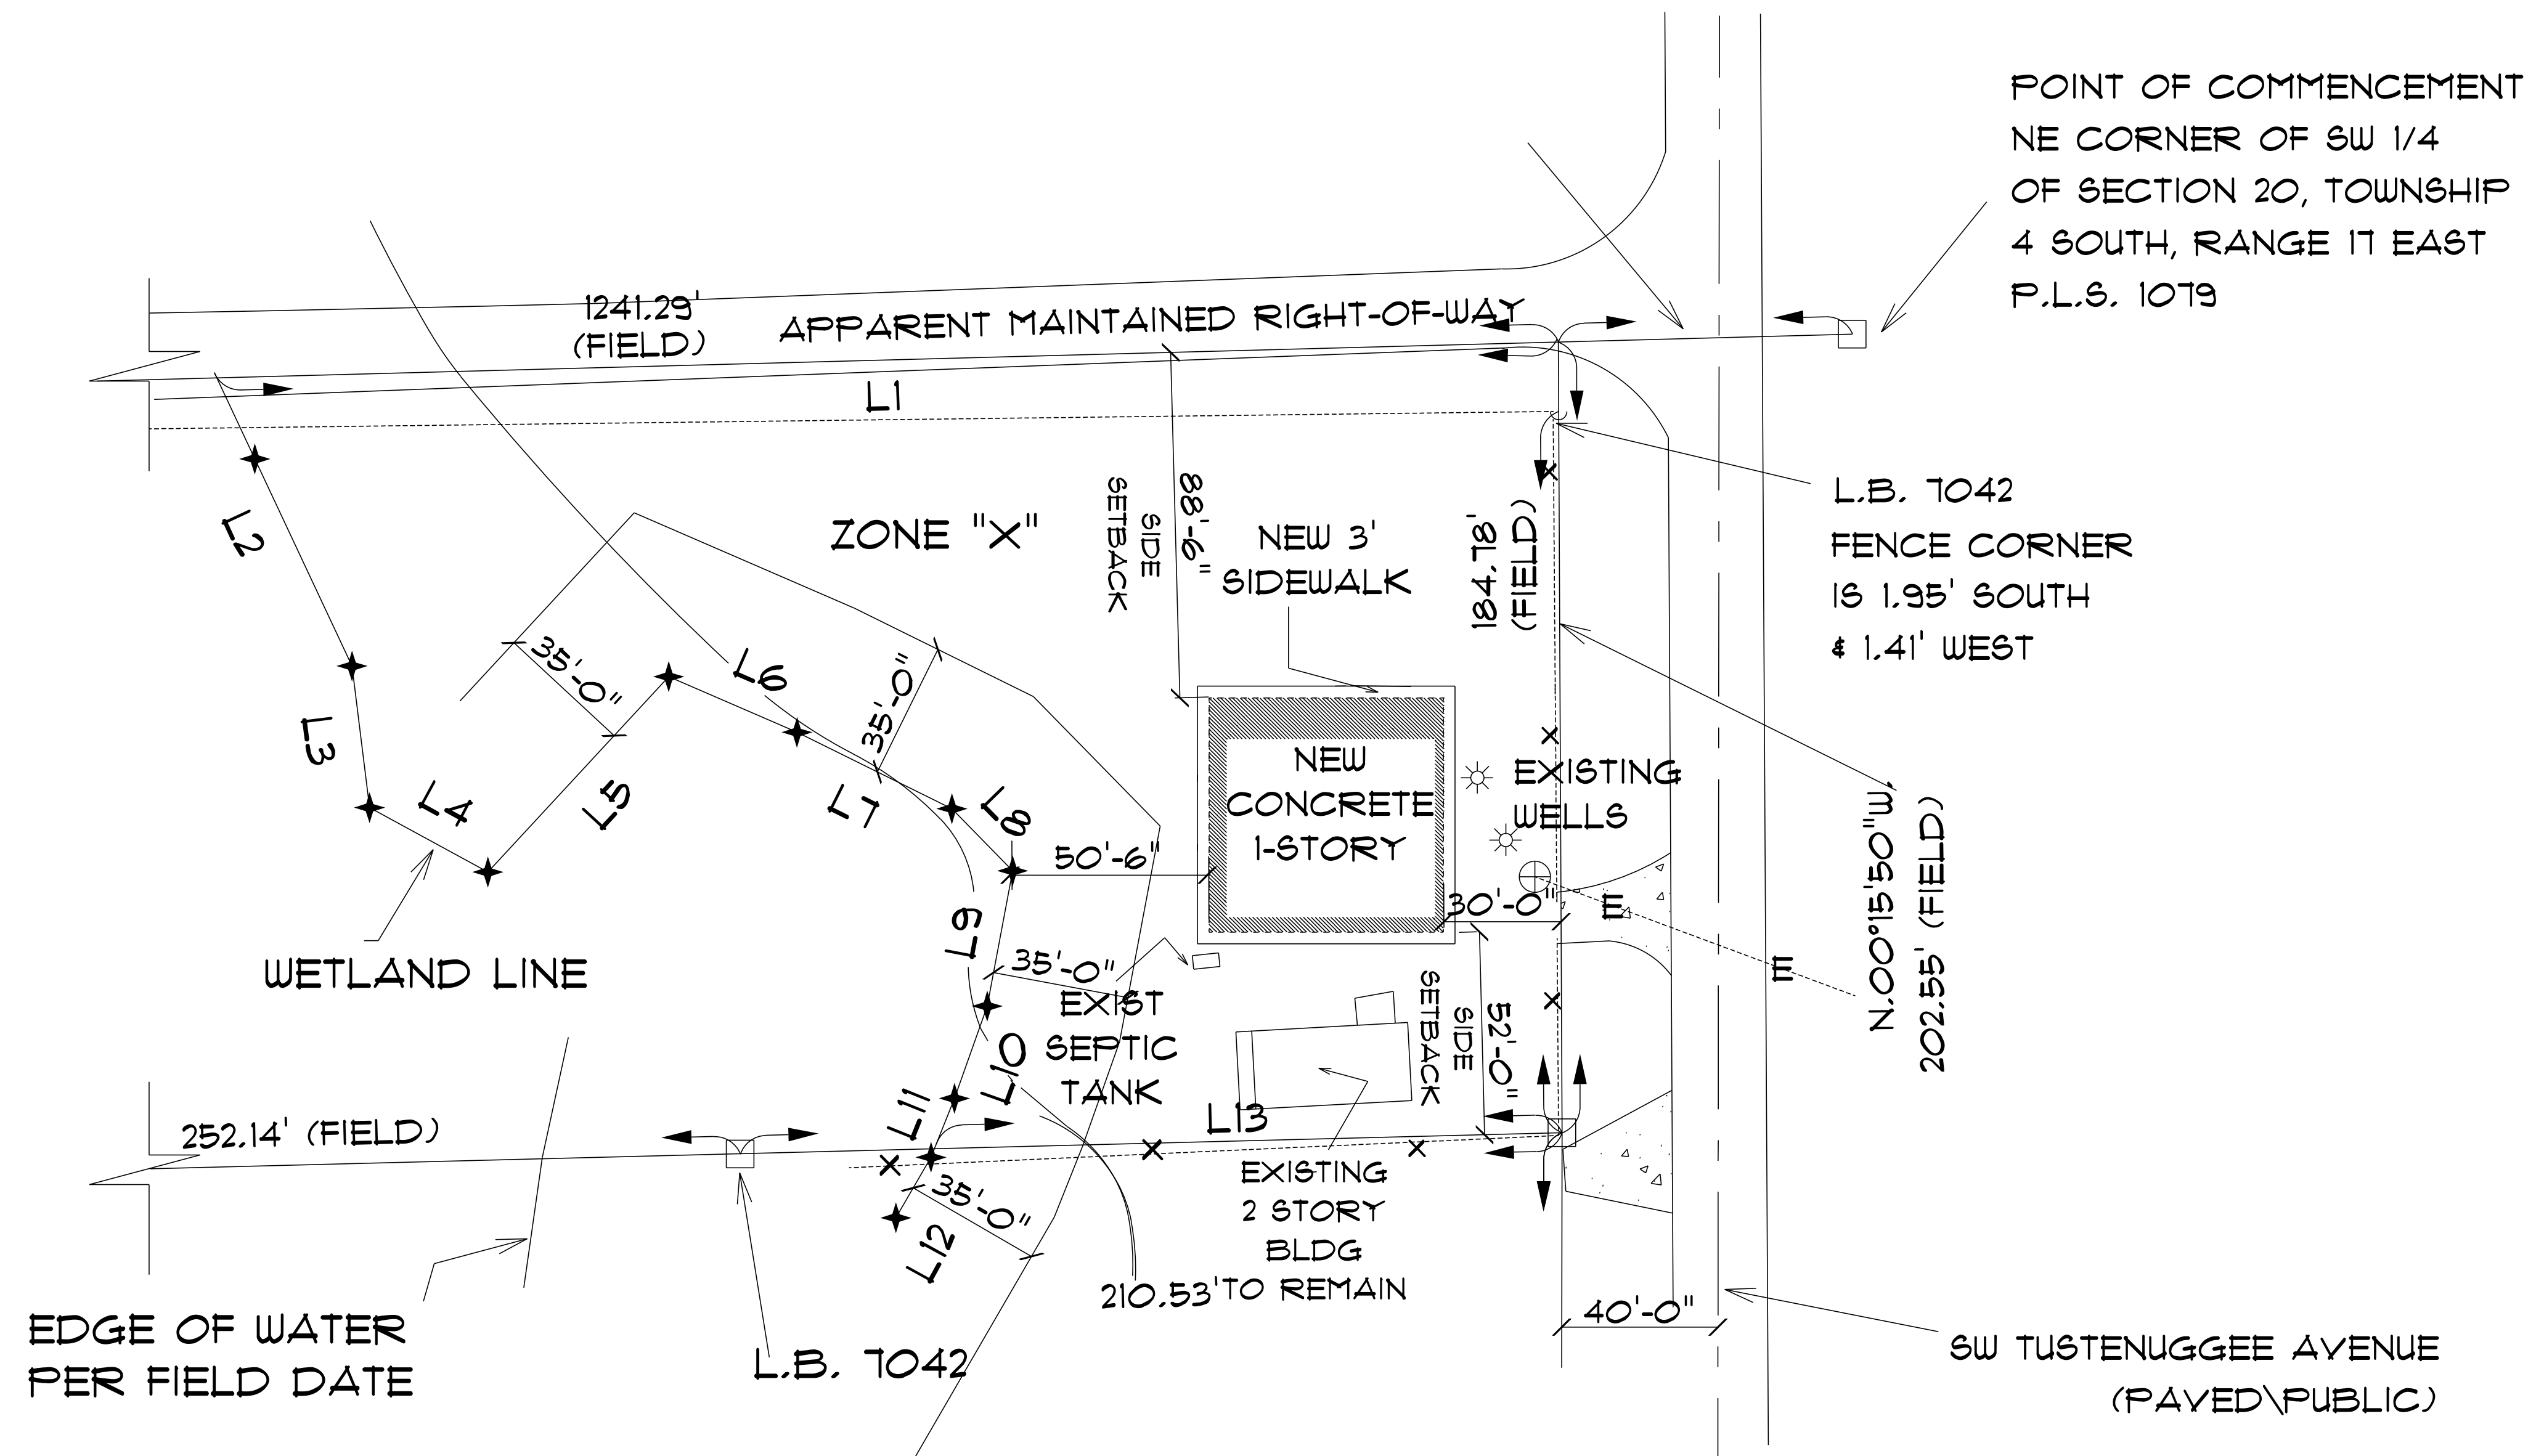 POINT OF COMMENCEMENT
NE CORNER OF SW 1/4
OF SECTION 20, TOWNSHIP
4 SOUTH, RANGE 17 EAST
P.L.S. 1079
1241.29'
(FIELD)
APPARENT MAINTAINED RIGHT-OF-WAY
L1
L2
ZONE "X"
SIDE
SETBACK
88'-6"
NEW 3'
SIDEWALK
184.78'
(FIELD)
L.B. 7042
FENCE CORNER
IS 1.95' SOUTH
& 1.41' WEST
35'-0"
L6
35'-0"
L3
L4
L5
L7
L8
NEW
CONCRETE
1-STORY
EXISTING
WELLS
50'-6"
30'-0"
E
E
N.00°15'50"W.
202.55' (FIELD)
L9
WETLAND LINE
35'-0"
EXIST
SEPTIC
TANK
SIDE
SETBACK
52'-0"
L10
L11
L13
252.14' (FIELD)
35'-0"
L12
EXISTING
2 STORY
BLDG
TO REMAIN
210.53'
40'-0"
EDGE OF WATER
PER FIELD DATE
L.B. 7042
SW TUSTENUGGEE AVENUE
(PAVED\PUBLIC)